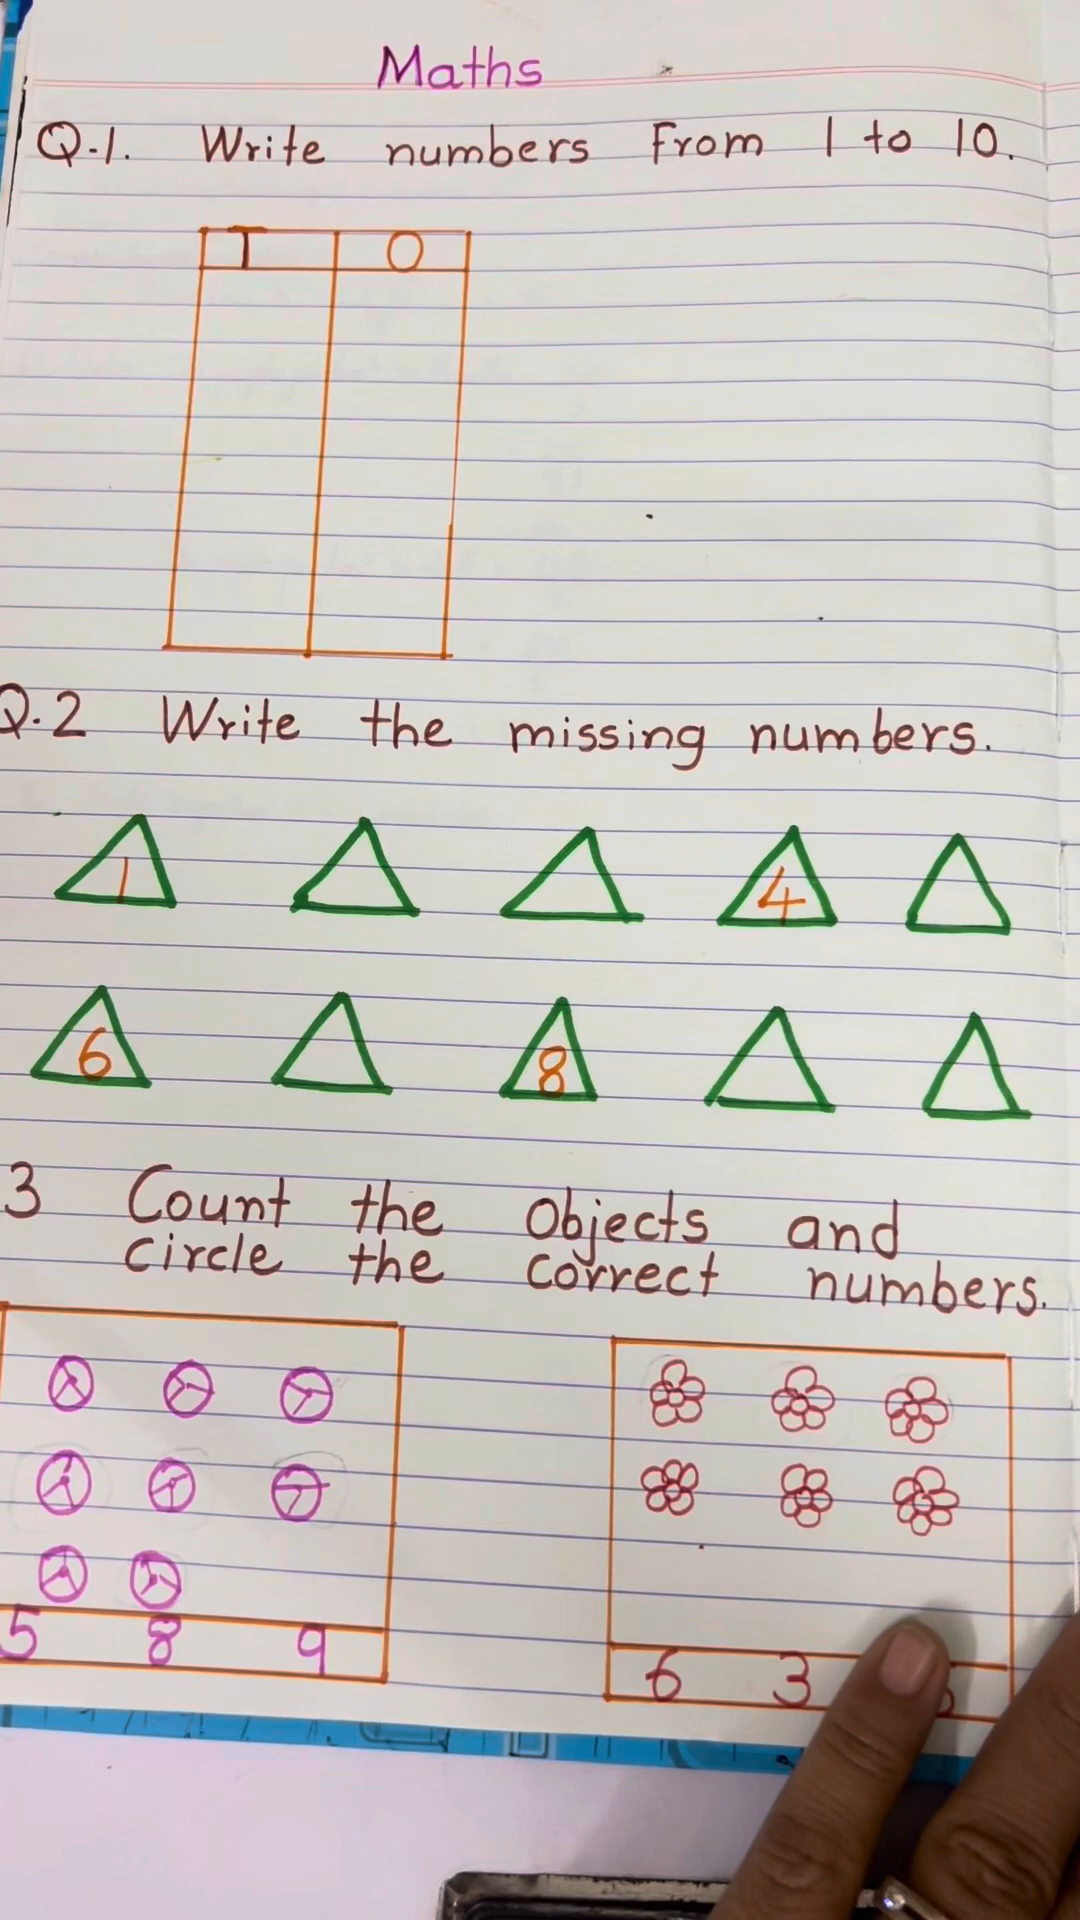 Maths
Q.1. Write numbers From 1 to 10.
T O
Q.2 Write the missing numbers.
1 4
6 8
3 Count the Objects and
circle the correct numbers.
5 8 9
6 3